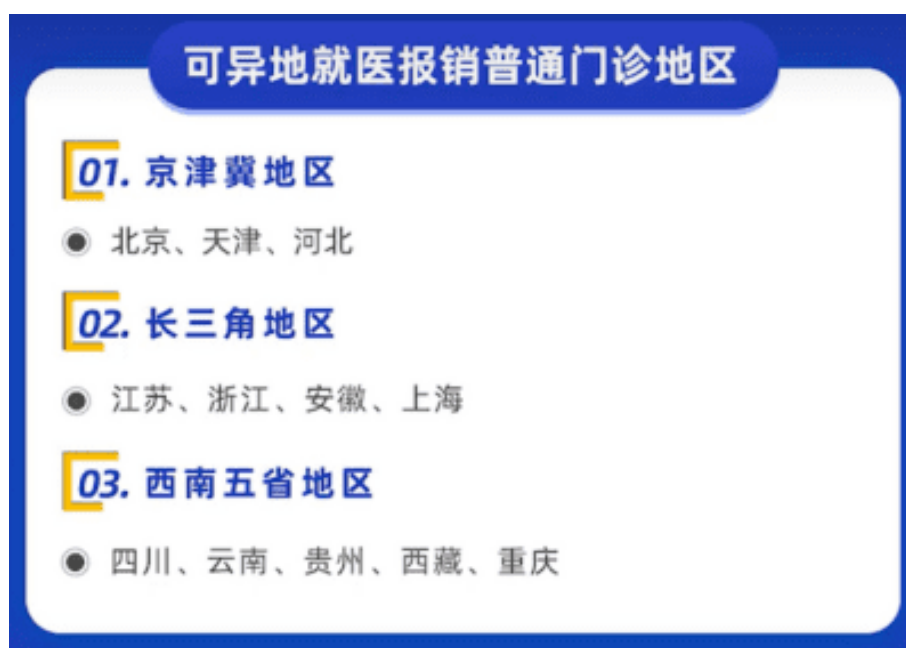 可异地就医报销普通门诊地区
01. 京津冀地区
北京、天津、河北
02. 长三角地区
江苏、浙江、安徽、上海
03. 西南五省地区
四川、云南、贵州、西藏、重庆